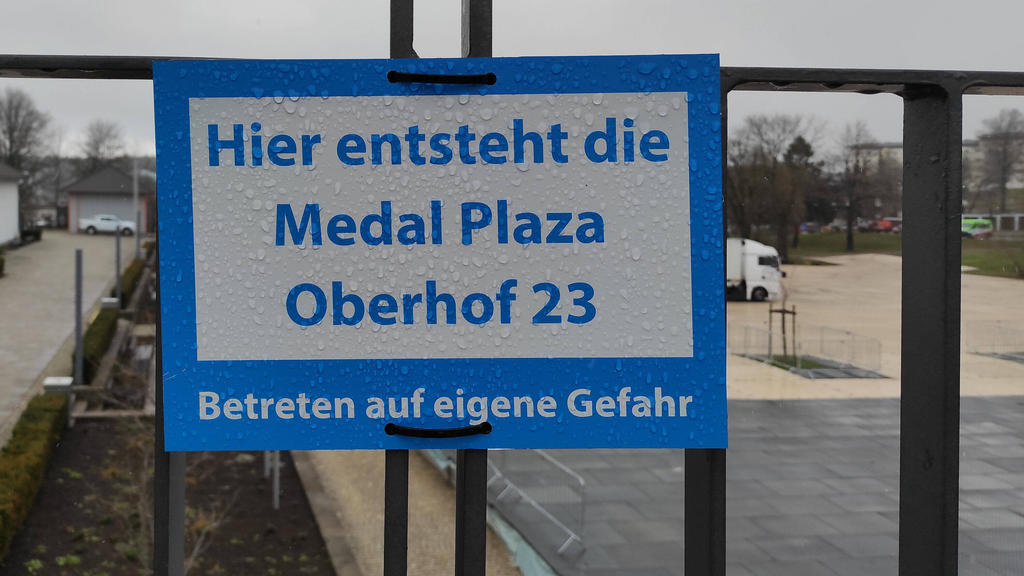 Hier entsteht die
Medal Plaza
Oberhof 23
Betreten auf eigene Gefahr